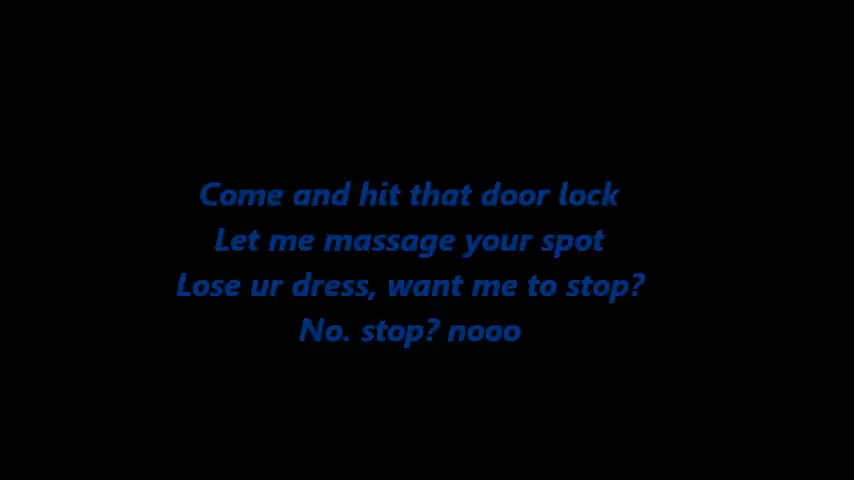 Come and hit that door lock
Let me massage your spot
Lose ur dress, want me to stop?
No. stop? nooo